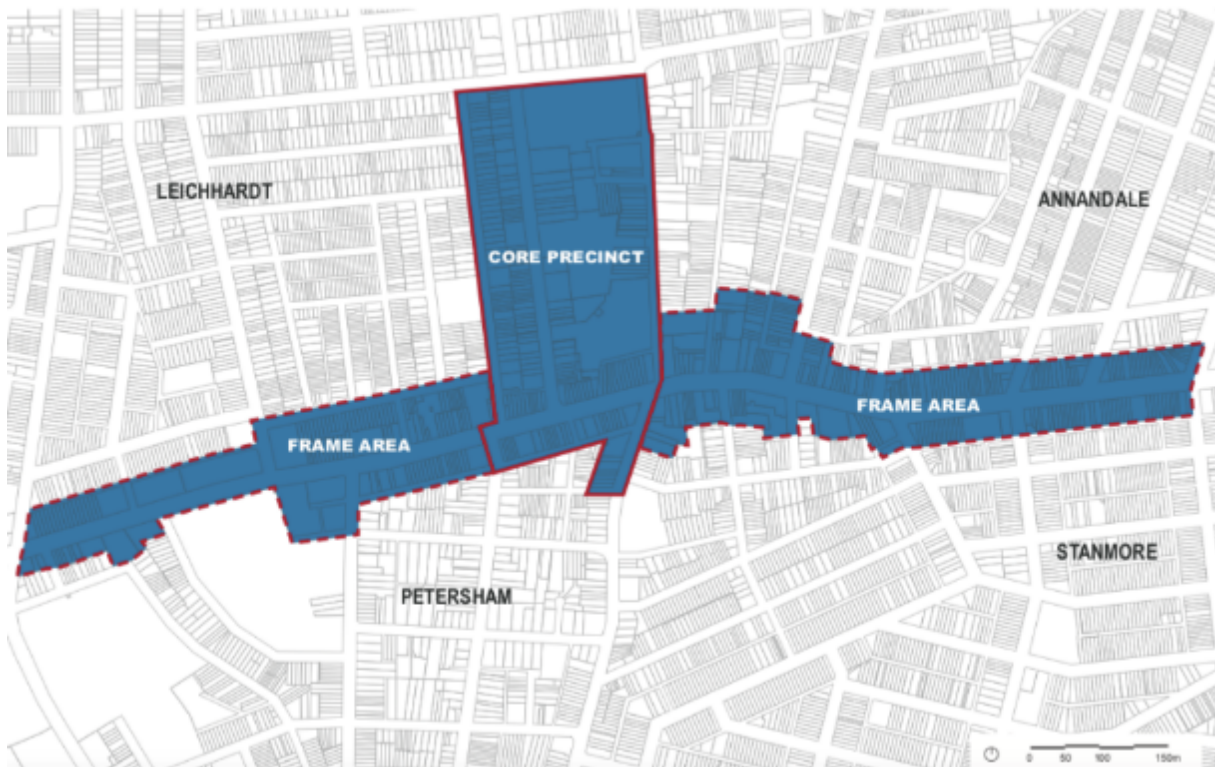 LEICHHARDT
ANNANDALE
CORE PRECINCT
FRAME AREA
FRAME AREA
STANMORE
PETERSHAM
0 50 100 150m